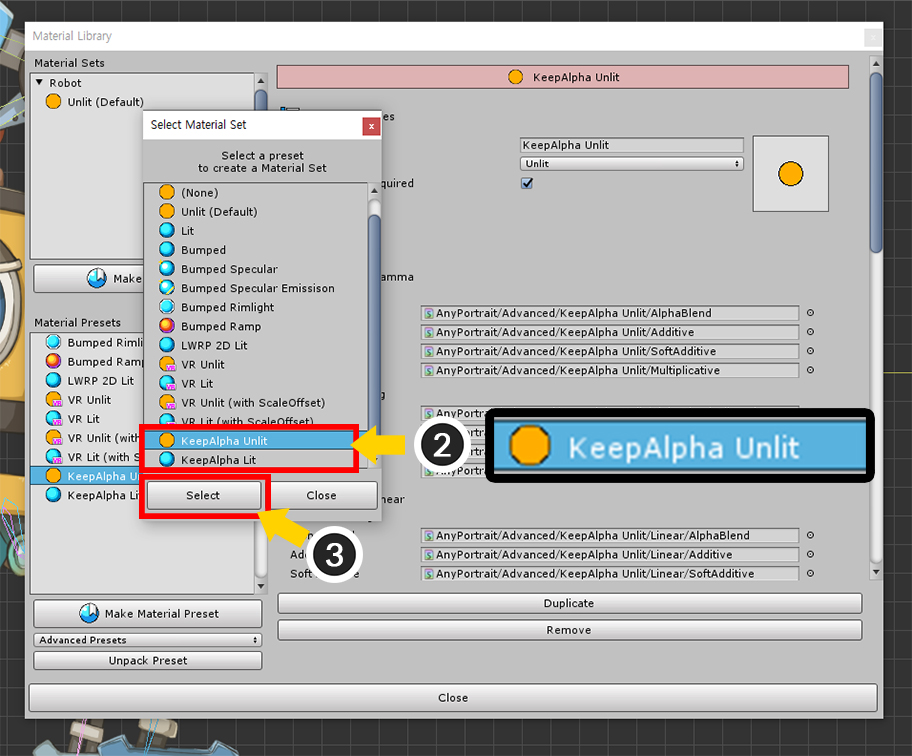 Material Library
x
Material Sets
Robot
Unlit (Default)
Make
Material Presets
Bumped Rimli
Bumped Ram
LWRP 2D Lit
VR Unlit
VR Lit
VR Unlit (with
VR Lit (with S
KeepAlpha U
KeepAlpha Li
Make Material Preset
Advanced Presets
Unpack Preset
Select Material Set
x
Select a preset
to create a Material Set
(None)
Unlit (Default)
Lit
Bumped
Bumped Specular
Bumped Specular Emissison
Bumped Rimlight
Bumped Ramp
LWRP 2D Lit
VR Unlit
VR Lit
VR Unlit (with ScaleOffset)
VR Lit (with ScaleOffset)
KeepAlpha Unlit
KeepAlpha Lit
Select
Close
2
3
KeepAlpha Unlit
KeepAlpha Unlit
es
KeepAlpha Unlit
Unlit
quired
amma
AnyPortrait/Advanced/KeepAlpha Unlit/AlphaBlend
AnyPortrait/Advanced/KeepAlpha Unlit/Additive
AnyPortrait/Advanced/KeepAlpha Unlit/SoftAdditive
AnyPortrait/Advanced/KeepAlpha Unlit/Multiplicative
g
AnyPortra
AnyPortra
near
AnyPortrait/Advanced/KeepAlpha Unlit/Linear/AlphaBlend
Ad
AnyPortrait/Advanced/KeepAlpha Unlit/Linear/Additive
Soft
AnyPortrait/Advanced/KeepAlpha Unlit/Linear/SoftAdditive
Duplicate
Remove
Close